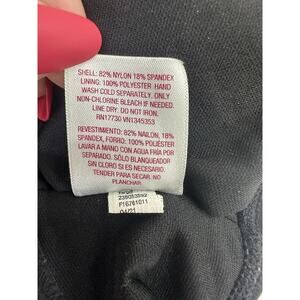 SHELL: 82% NYLON 18% SPANDEX
LINING: 100% POLYESTER HAND
WASH COLD SEPARATELY. ONLY
NON-CHLORINE BLEACH IF NEEDED.
LINE DRY. DO NOT IRON.
RN17730 VN1345353
REVESTIMIENTO: 82% NAILON, 18%
SPANDEX, FORRO: 100% POLIÉSTER
LAVAR A MANO CON AGUA FRÍA POR
SEPARADO. SÓLO BLANQUEADOR
SIN CLORO SI ES NECESARIO.
TENDER PARA SECAR. NO
PLANCHAR.
F16761011
04/21